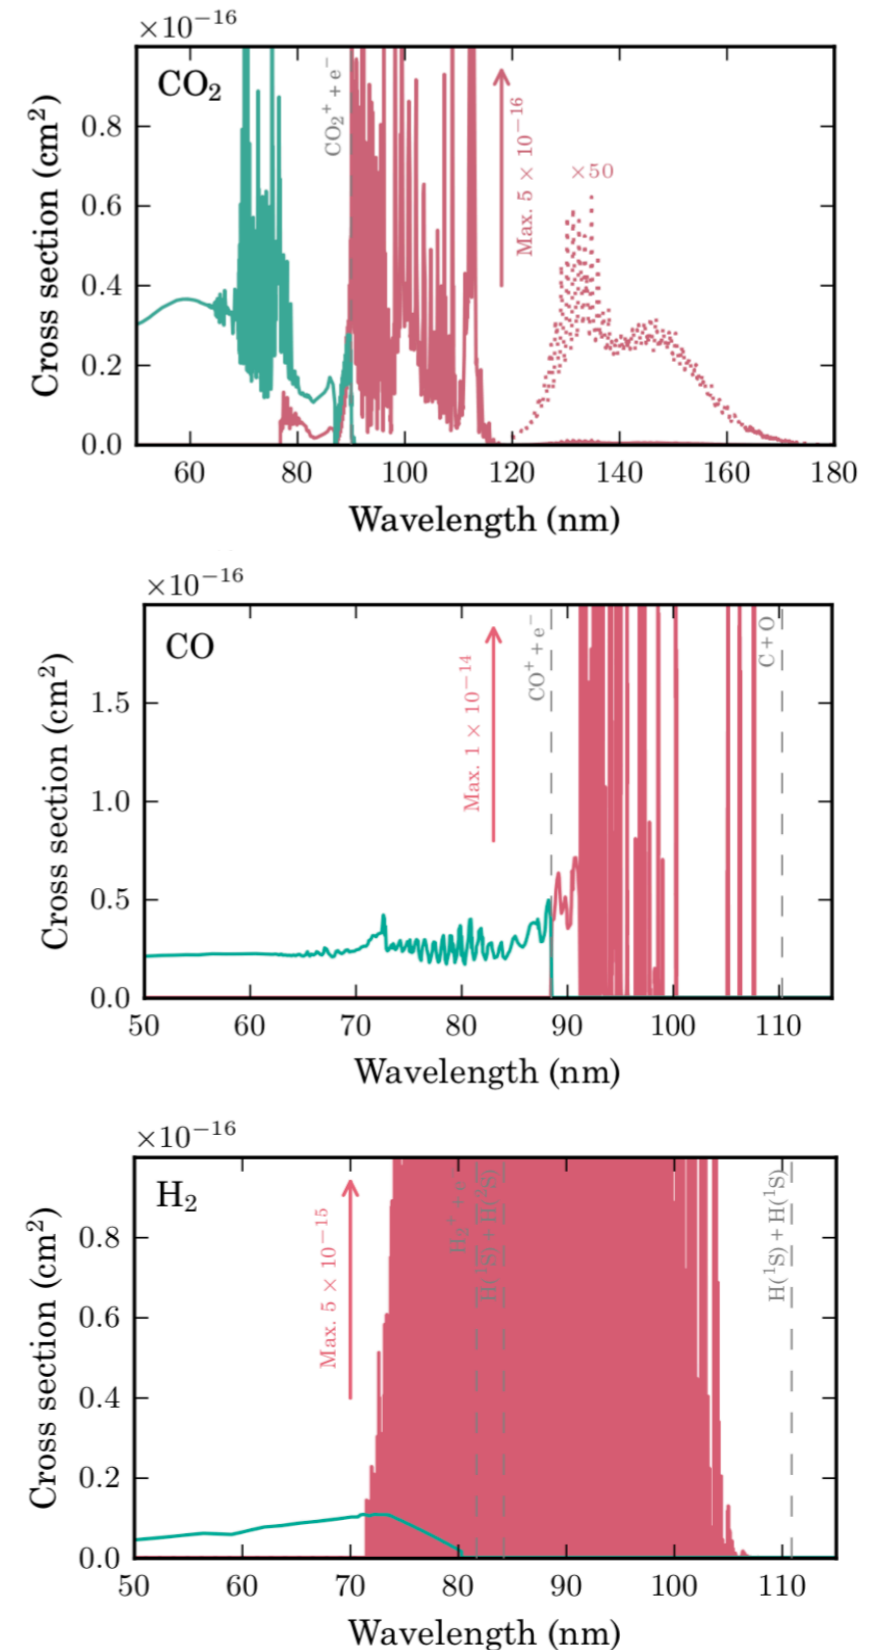 ×10⁻¹⁶
CO₂
CO₂⁺ + e⁻
Max. 5 × 10⁻¹⁶
×50
Cross section (cm²)
0.8
0.6
0.4
0.2
0.0
60 80 100 120 140 160 180
Wavelength (nm)
×10⁻¹⁶
CO
Max. 1 × 10⁻¹⁴
CO⁺ + e⁻
C + O
Cross section (cm²)
1.5
1.0
0.5
0.0
50 60 70 80 90 100 110
Wavelength (nm)
×10⁻¹⁶
H₂
Max. 5 × 10⁻¹⁵
H₂⁺ + e⁻
H(¹S) + H(²S)
H(¹S) + H(¹S)
Cross section (cm²)
0.8
0.6
0.4
0.2
0.0
50 60 70 80 90 100 110
Wavelength (nm)